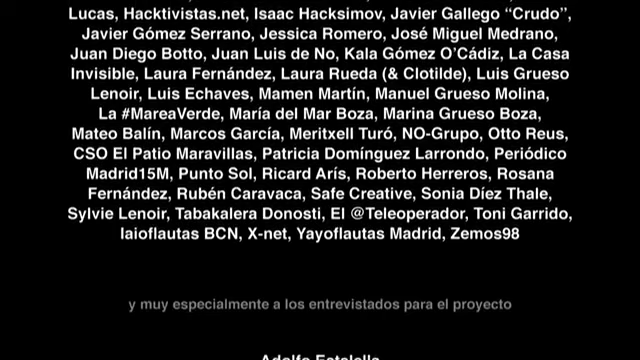 Lucas, Hacktivistas.net, Isaac Hacksimov, Javier Gallego “Crudo”,
Javier Gómez Serrano, Jessica Romero, José Miguel Medrano,
Juan Diego Botto, Juan Luis de No, Kala Gómez O’Cádiz, La Casa
Invisible, Laura Fernández, Laura Rueda (& Clotilde), Luis Grueso
Lenoir, Luis Echaves, Mamen Martín, Manuel Grueso Molina,
La #MareaVerde, María del Mar Boza, Marina Grueso Boza,
Mateo Balín, Marcos García, Meritxell Turó, NO-Grupo, Otto Reus,
CSO El Patio Maravillas, Patricia Domínguez Larrondo, Periódico
Madrid15M, Punto Sol, Ricard Arís, Roberto Herreros, Rosana
Fernández, Rubén Caravaca, Safe Creative, Sonia Díez Thale,
Sylvie Lenoir, Tabakalera Donosti, El @Teleoperador, Toni Garrido,
Iaioflautas BCN, X-net, Yayoflautas Madrid, Zemos98
y muy especialmente a los entrevistados para el proyecto
Adolfo Estalella